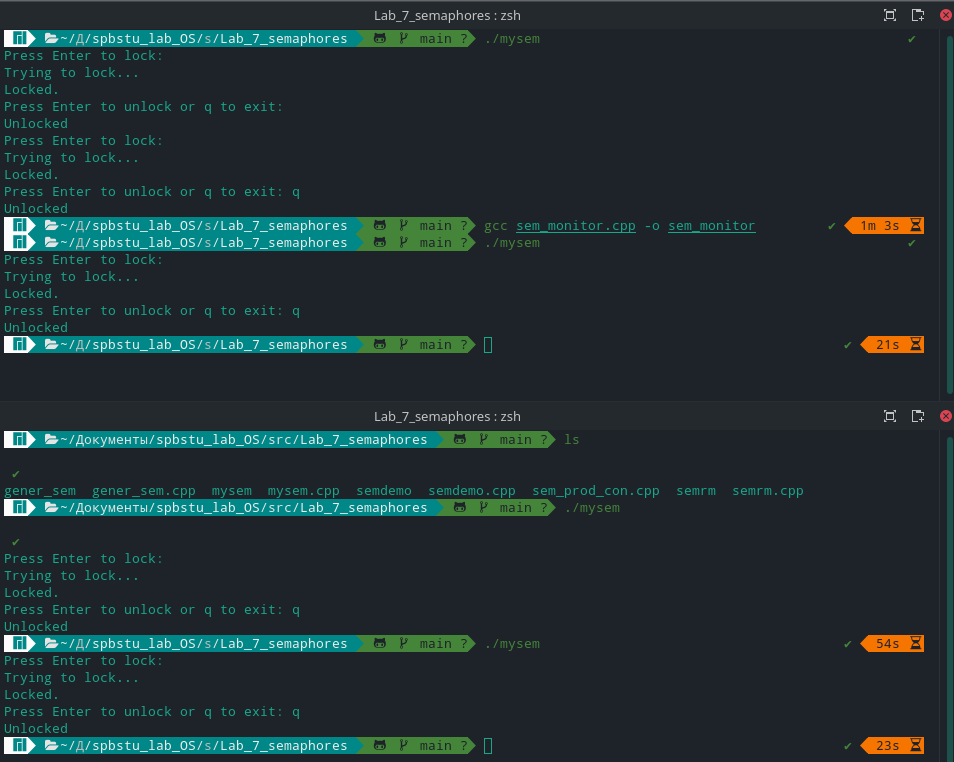 Lab_7_semaphores : zsh
~/Д/spbstu_lab_OS/s/Lab_7_semaphores main ? ./mysem ✔
Press Enter to lock:
Trying to lock...
Locked.
Press Enter to unlock or q to exit:
Unlocked
Press Enter to lock:
Trying to lock...
Locked.
Press Enter to unlock or q to exit: q
Unlocked
~/Д/spbstu_lab_OS/s/Lab_7_semaphores main ? gcc sem_monitor.cpp -o sem_monitor ✔ 1m 3s
~/Д/spbstu_lab_OS/s/Lab_7_semaphores main ? ./mysem ✔
Press Enter to lock:
Trying to lock...
Locked.
Press Enter to unlock or q to exit: q
Unlocked
~/Д/spbstu_lab_OS/s/Lab_7_semaphores main ? ✔ 21s
Lab_7_semaphores : zsh
~/Документы/spbstu_lab_OS/src/Lab_7_semaphores main ? ls
✔
gener_sem gener_sem.cpp mysem mysem.cpp semdemo semdemo.cpp sem_prod_con.cpp semrm semrm.cpp
~/Документы/spbstu_lab_OS/src/Lab_7_semaphores main ? ./mysem
✔
Press Enter to lock:
Trying to lock...
Locked.
Press Enter to unlock or q to exit: q
Unlocked
~/Д/spbstu_lab_OS/s/Lab_7_semaphores main ? ./mysem ✔ 54s
Press Enter to lock:
Trying to lock...
Locked.
Press Enter to unlock or q to exit: q
Unlocked
~/Д/spbstu_lab_OS/s/Lab_7_semaphores main ? ✔ 23s